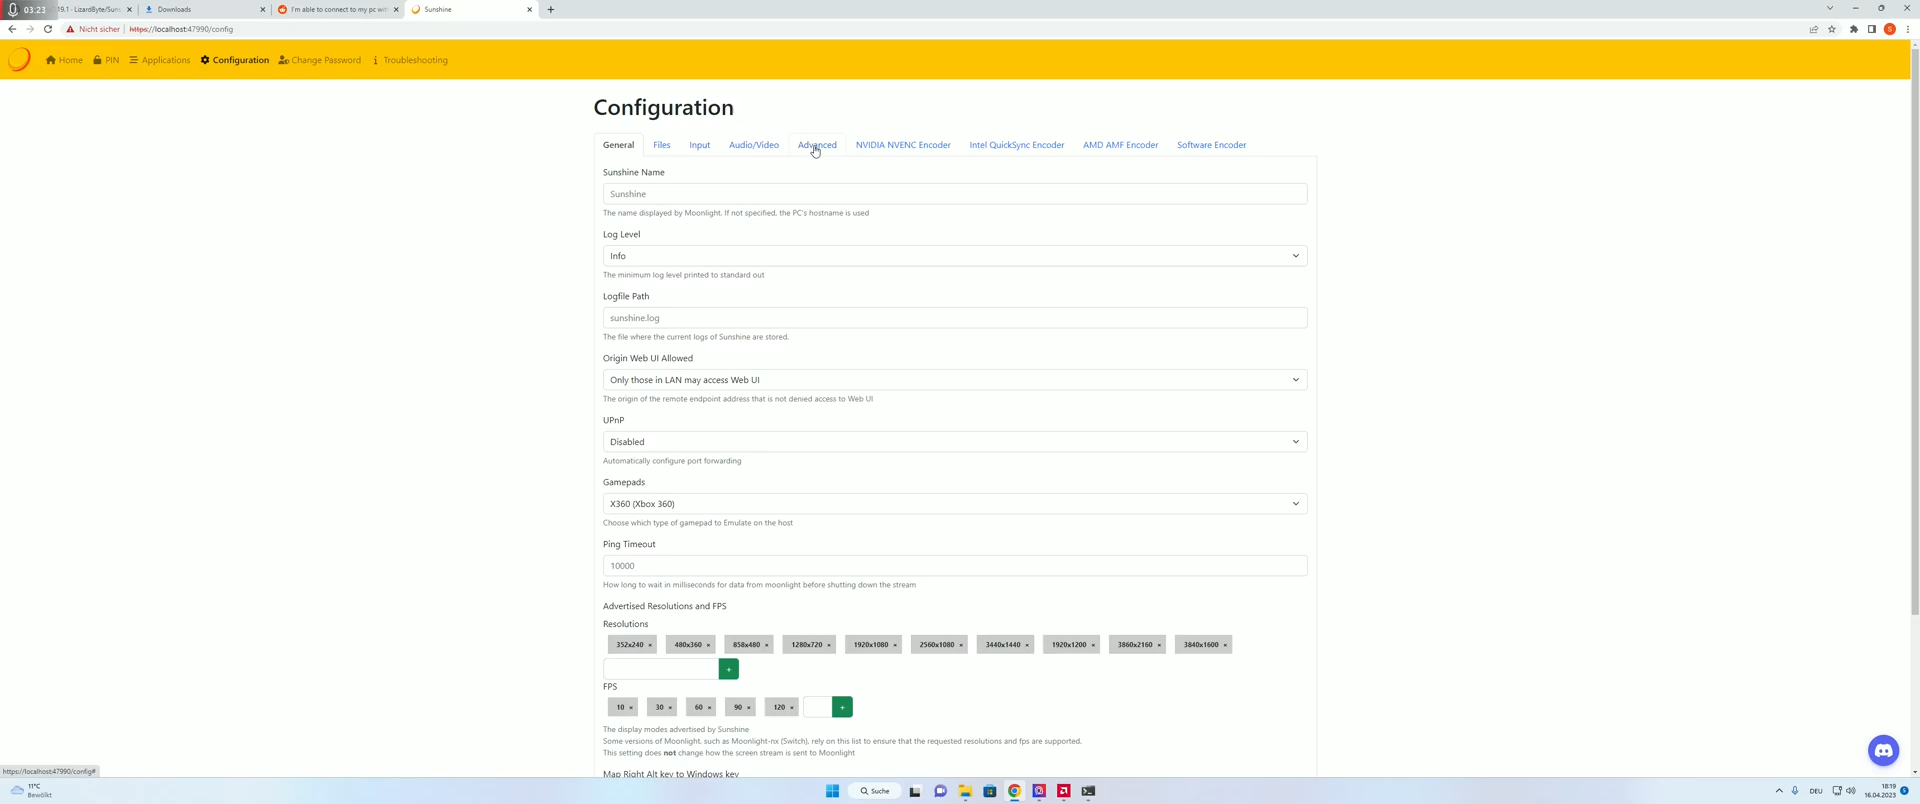 03:23
19.1 - LizardByte/Suns
Downloads
I'm able to connect to my pc with
Sunshine
Nicht sicher
https://localhost:47990/config
Home
PIN
Applications
Configuration
Change Password
Troubleshooting
Configuration
General
Files
Input
Audio/Video
Advanced
NVIDIA NVENC Encoder
Intel QuickSync Encoder
AMD AMF Encoder
Software Encoder
Sunshine Name
Sunshine
The name displayed by Moonlight. If not specified, the PC's hostname is used
Log Level
Info
The minimum log level printed to standard out
Logfile Path
sunshine.log
The file where the current logs of Sunshine are stored.
Origin Web UI Allowed
Only those in LAN may access Web UI
The origin of the remote endpoint address that is not denied access to Web UI
UPnP
Disabled
Automatically configure port forwarding
Gamepads
X360 (Xbox 360)
Choose which type of gamepad to Emulate on the host
Ping Timeout
10000
How long to wait in milliseconds for data from moonlight before shutting down the stream
Advertised Resolutions and FPS
Resolutions
352x240 ×
480x360 ×
858x480 ×
1280x720 ×
1920x1080 ×
2560x1080 ×
3440x1440 ×
1920x1200 ×
3860x2160 ×
3840x1600 ×
+
FPS
10 ×
30 ×
60 ×
90 ×
120 ×
+
The display modes advertised by Sunshine
Some versions of Moonlight, such as Moonlight-nx (Switch), rely on this list to ensure that the requested resolutions and fps are supported.
This setting does not change how the screen stream is sent to Moonlight
Map Right Alt key to Windows key
https://localhost:47990/config#
11°C
Bewölkt
Suche
DEU
18:19
16.04.2023